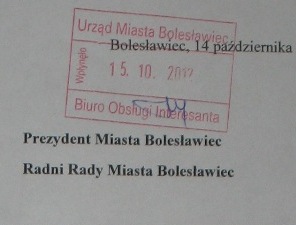 Urząd Miasta Bolesławiec
Bolesławiec, 14 października
Wpłynęło
15. 10. 2012
Biuro Obsługi Interesanta
Prezydent Miasta Bolesławiec
Radni Rady Miasta Bolesławiec